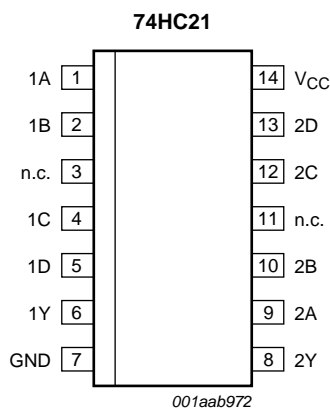 74HC21
1A 1 14 VCC
1B 2 13 2D
n.c. 3 12 2C
1C 4 11 n.c.
1D 5 10 2B
1Y 6 9 2A
GND 7 8 2Y
001aab972